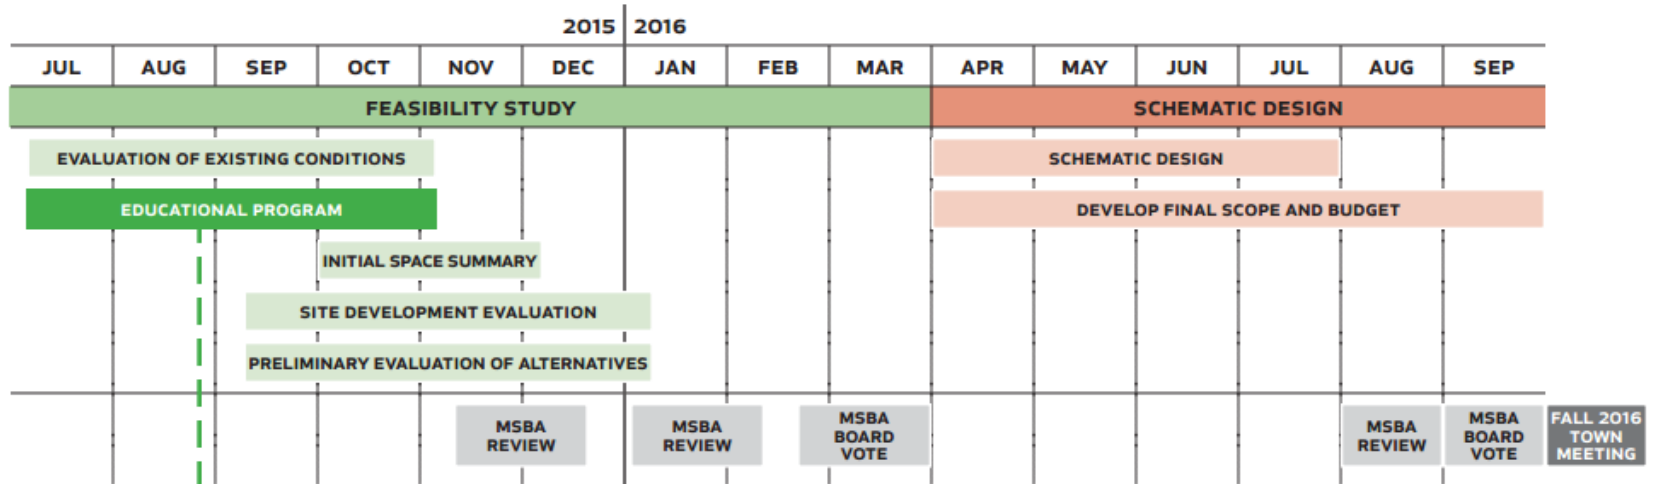 2015 2016
JUL AUG SEP OCT NOV DEC JAN FEB MAR APR MAY JUN JUL AUG SEP
FEASIBILITY STUDY SCHEMATIC DESIGN
EVALUATION OF EXISTING CONDITIONS SCHEMATIC DESIGN
EDUCATIONAL PROGRAM DEVELOP FINAL SCOPE AND BUDGET
INITIAL SPACE SUMMARY
SITE DEVELOPMENT EVALUATION
PRELIMINARY EVALUATION OF ALTERNATIVES
MSBA
REVIEW
MSBA
REVIEW
MSBA
BOARD
VOTE
MSBA
REVIEW
MSBA
BOARD
VOTE
FALL 2016
TOWN
MEETING